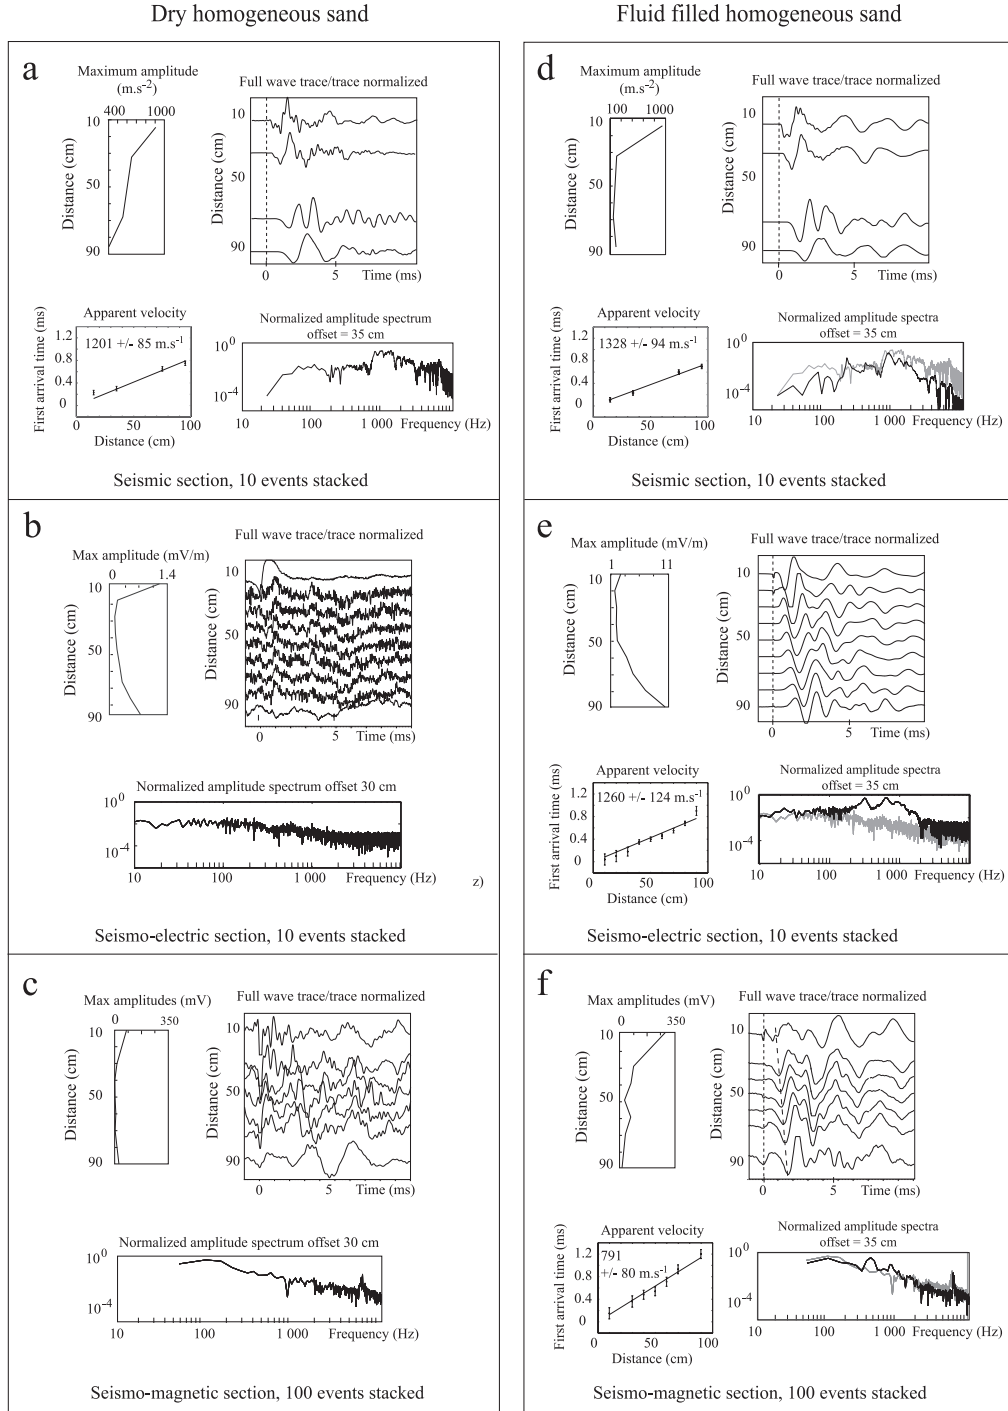 Dry homogeneous sand
Fluid filled homogeneous sand
a
Maximum amplitude
(m.s-2)
400 1000
10
50
90
Distance (cm)
Full wave trace/trace normalized
10
50
90
Distance (cm)
0 5 Time (ms)
Apparent velocity
1201 +/- 85 m.s-1
First arrival time (ms)
1.2
0.8
0.4
0
0 50 100
Distance (cm)
Normalized amplitude spectrum
offset = 35 cm
10 0
10 -4
10 100 1 000 Frequency (Hz)
Seismic section, 10 events stacked
d
Maximum amplitude
(m.s-2)
100 1000
10
50
90
Distance (cm)
Full wave trace/trace normalized
10
50
90
Distance (cm)
0 5 Time (ms)
Apparent velocity
1328 +/- 94 m.s-1
First arrival time (ms)
1.2
0.8
0.4
0
0 50 100
Distance (cm)
Normalized amplitude spectra
offset = 35 cm
10 0
10 -4
10 100 1 000 Frequency (Hz)
Seismic section, 10 events stacked
b
Max amplitude (mV/m)
0 1.4
10
50
90
Distance (cm)
Full wave trace/trace normalized
10
50
90
Distance (cm)
0 5 Time (ms)
Normalized amplitude spectrum offset 30 cm
10 0
10 -4
10 100 1 000 Frequency (Hz)
z)
Seismo-electric section, 10 events stacked
e
Max amplitude (mV/m)
1 11
10
50
90
Distance (cm)
Full wave trace/trace normalized
10
50
90
Distance (cm)
0 5 Time (ms)
Apparent velocity
1260 +/- 124 m.s-1
First arrival time (ms)
1.2
0.8
0.4
0
0 50 100
Distance (cm)
Normalized amplitude spectra
offset = 35 cm
10 0
10 -4
10 100 1 000 Frequency (Hz)
Seismo-electric section, 10 events stacked
c
Max amplitudes (mV)
0 350
10
50
90
Distance (cm)
Full wave trace/trace normalized
10
50
90
Distance (cm)
0 5 Time (ms)
Normalized amplitude spectrum offset 30 cm
10 0
10 -4
10 100 1 000 Frequency (Hz)
Seismo-magnetic section, 100 events stacked
f
Max amplitudes (mV)
0 350
10
50
90
Distance (cm)
Full wave trace/trace normalized
10
50
90
Distance (cm)
0 5 Time (ms)
Apparent velocity
791
+/- 80 m.s-1
First arrival time (ms)
1.2
0.8
0.4
0
0 50 100
Distance (cm)
Normalized amplitude spectra
offset = 35 cm
10 0
10 -4
10 100 1 000 Frequency (Hz)
Seismo-magnetic section, 100 events stacked